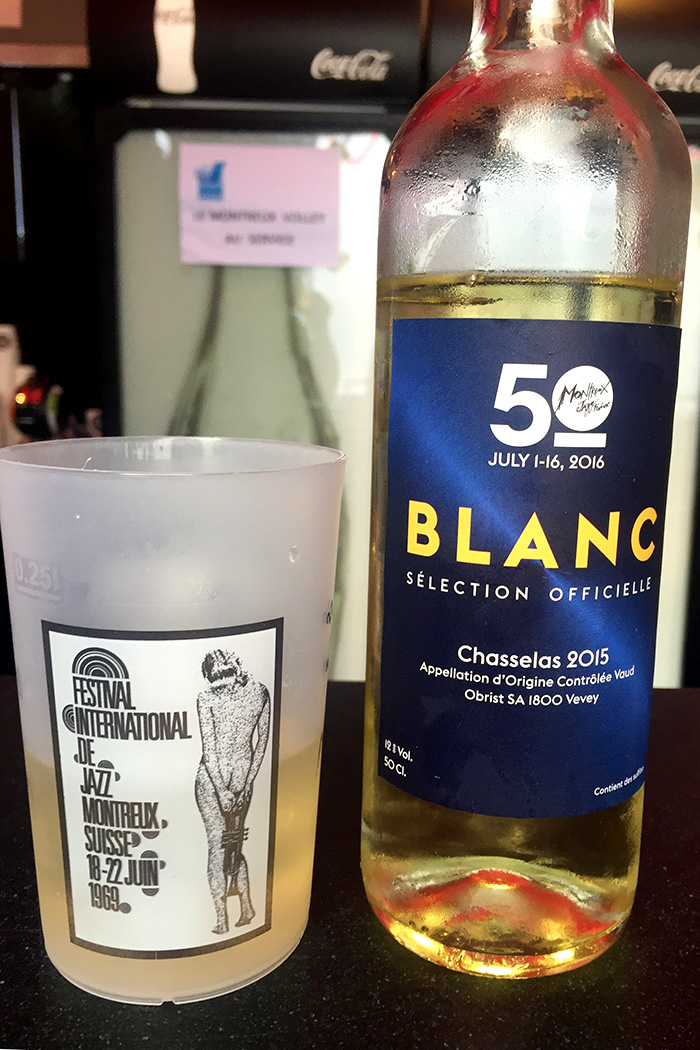 Coca-Cola
Coca-Cola
LE MONTREUX VOLLEY
AU SERVICE
0.25l
FESTIVAL
INTERNATIONAL
DE
JAZZ
MONTREUX
SUISSE
18-22 JUIN
1969
50
Montreux
Jazz Festival
JULY 1-16, 2016
BLANC
SÉLECTION OFFICIELLE
Chasselas 2015
Appellation d'Origine Contrôlée Vaud
Obrist SA 1800 Vevey
12 % Vol.
50 Cl.
Contient des sulfites